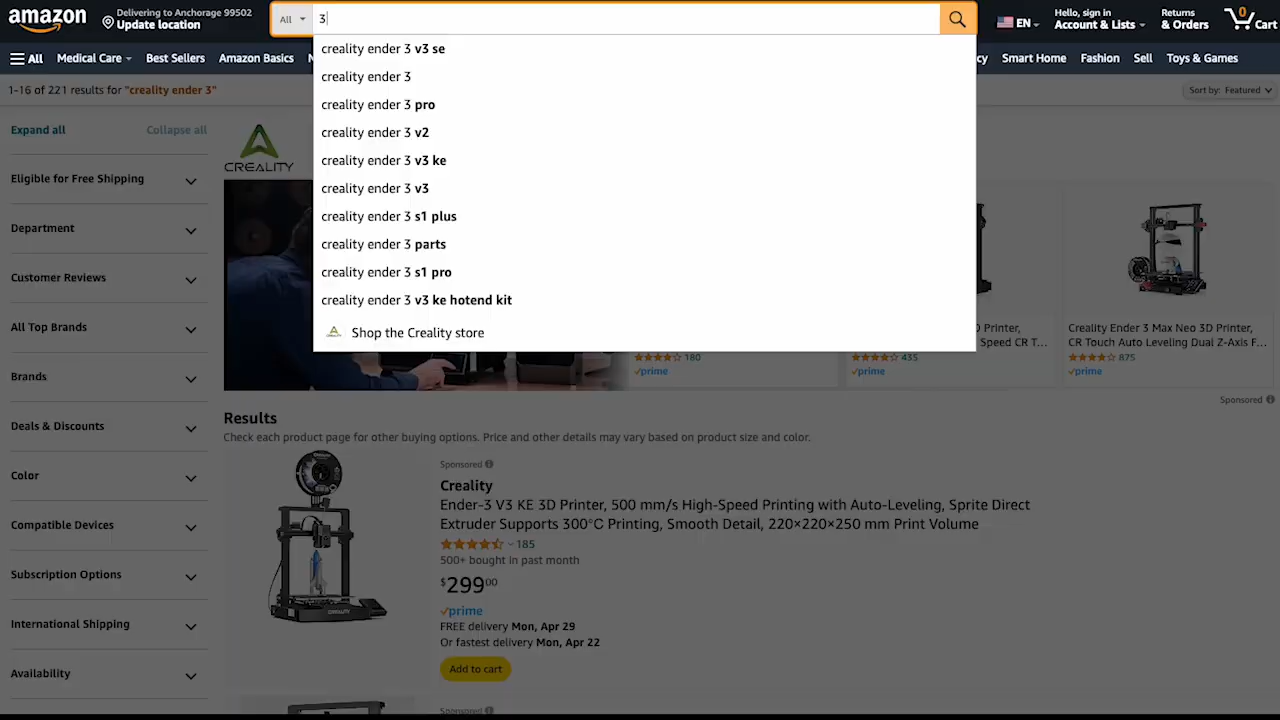 amazon
Delivering to Anchorage 99502
Update location
All
3
EN
Hello, sign in
Account & Lists
Returns
& Orders
0
Cart
All
Medical Care
Best Sellers
Amazon Basics
N
cy
Smart Home
Fashion
Sell
Toys & Games
creality ender 3 v3 se
creality ender 3
creality ender 3 pro
creality ender 3 v2
creality ender 3 v3 ke
creality ender 3 v3
creality ender 3 s1 plus
creality ender 3 parts
creality ender 3 s1 pro
creality ender 3 v3 ke hotend kit
Shop the Creality store
1-16 of 221 results for "creality ender 3"
Sort by: Featured
Expand all
Collapse all
Eligible for Free Shipping
Department
Customer Reviews
All Top Brands
Brands
Deals & Discounts
Color
Compatible Devices
Subscription Options
International Shipping
Availability
CREALITY
180
prime
D Printer,
Speed CR T...
435
prime
Creality Ender 3 Max Neo 3D Printer,
CR Touch Auto Leveling Dual Z-Axis F...
875
prime
Sponsored
Results
Check each product page for other buying options. Price and other details may vary based on product size and color.
Sponsored
Creality
Ender-3 V3 KE 3D Printer, 500 mm/s High-Speed Printing with Auto-Leveling, Sprite Direct
Extruder Supports 300°C Printing, Smooth Detail, 220×220×250 mm Print Volume
185
500+ bought in past month
$299 00
prime
FREE delivery Mon, Apr 29
Or fastest delivery Mon, Apr 22
Add to cart
Sponsored